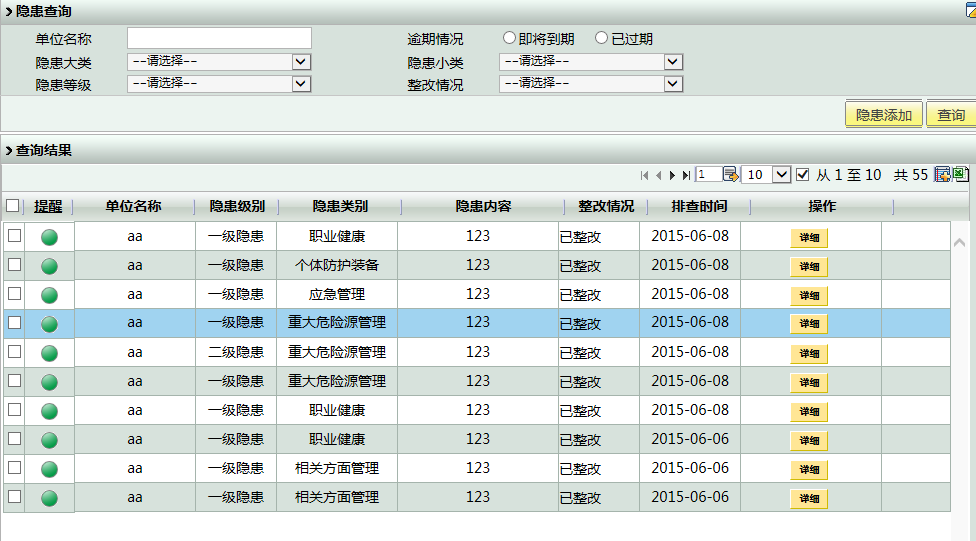 隐患查询
单位名称 逾期情况 即将到期 已过期
隐患大类 --请选择-- 隐患小类 --请选择--
隐患等级 --请选择-- 整改情况 --请选择--
隐患添加 查询
查询结果
1 10 从 1 至 10 共 55
提醒 单位名称 隐患级别 隐患类别 隐患内容 整改情况 排查时间 操作
aa 一级隐患 职业健康 123 已整改 2015-06-08 详细
aa 一级隐患 个体防护装备 123 已整改 2015-06-08 详细
aa 一级隐患 应急管理 123 已整改 2015-06-08 详细
aa 一级隐患 重大危险源管理 123 已整改 2015-06-08 详细
aa 二级隐患 重大危险源管理 123 已整改 2015-06-08 详细
aa 一级隐患 重大危险源管理 123 已整改 2015-06-08 详细
aa 一级隐患 职业健康 123 已整改 2015-06-08 详细
aa 一级隐患 职业健康 123 已整改 2015-06-06 详细
aa 一级隐患 相关方面管理 123 已整改 2015-06-06 详细
aa 一级隐患 相关方面管理 123 已整改 2015-06-06 详细